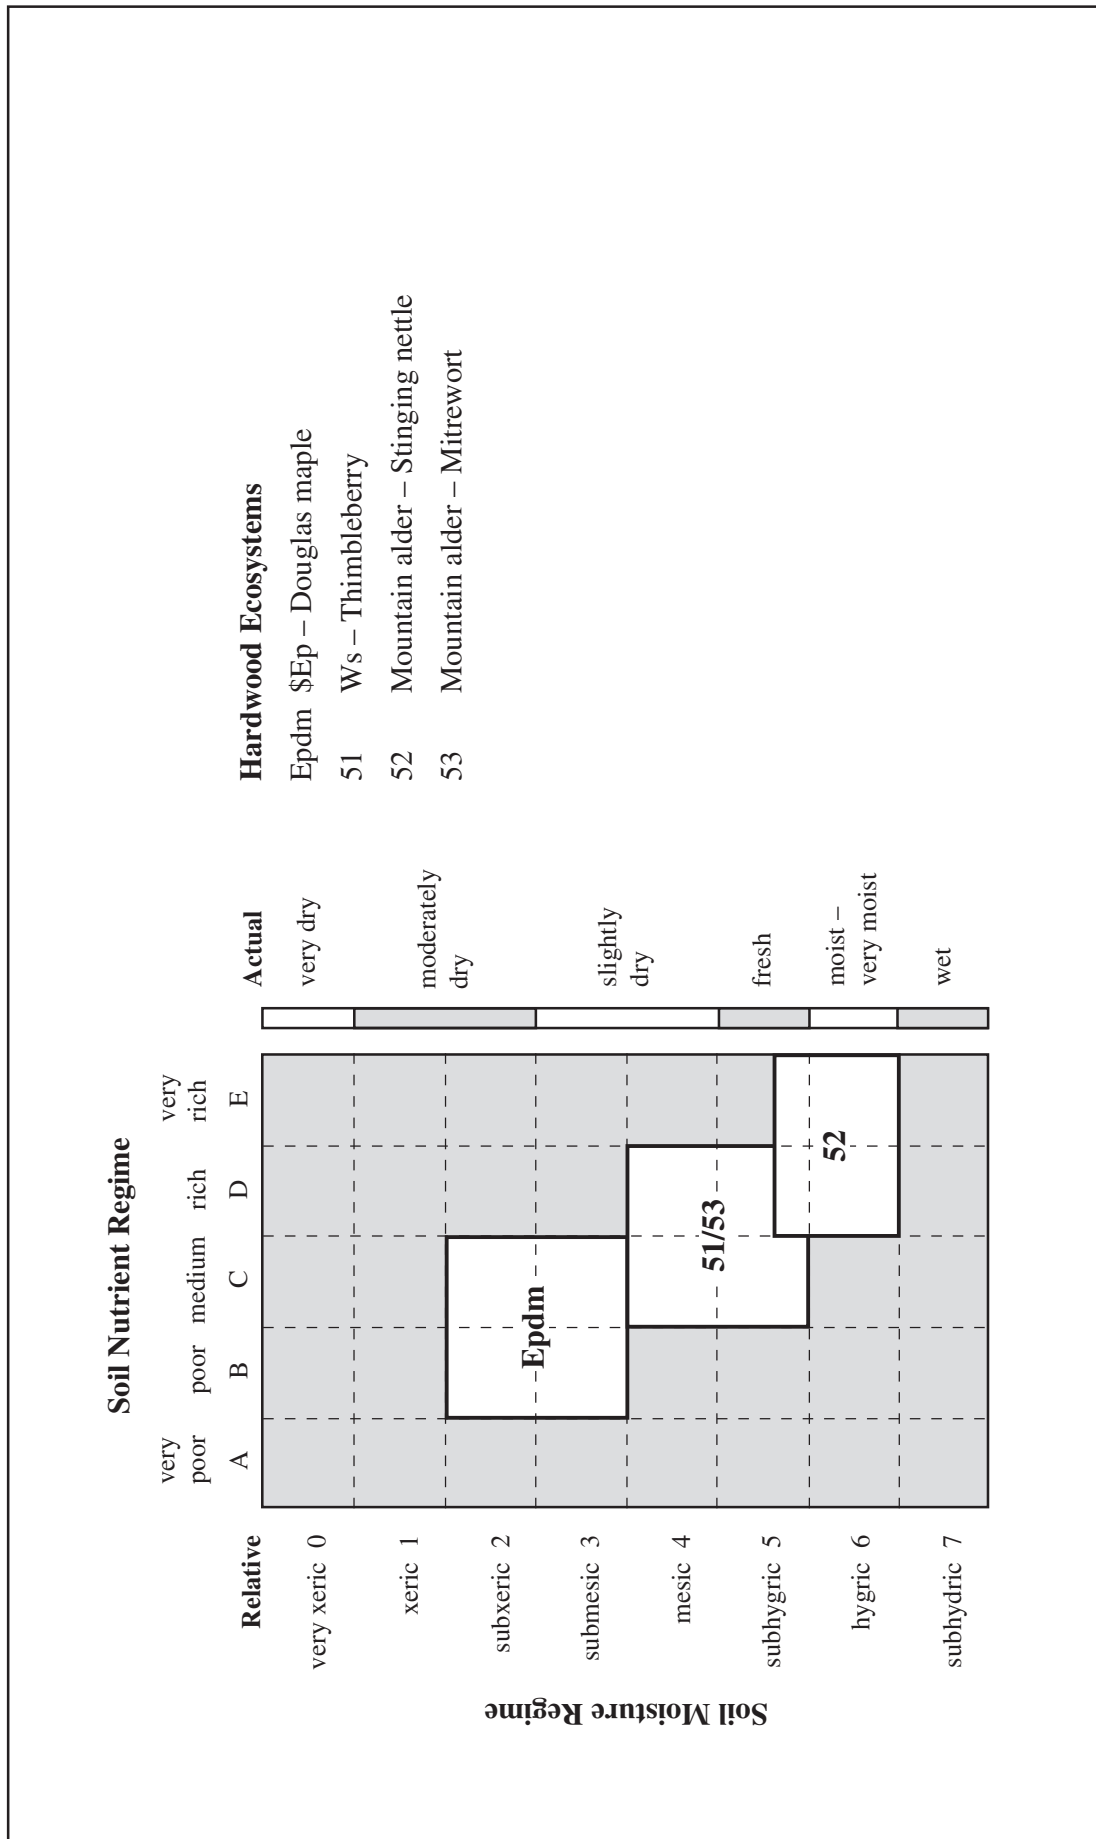 Soil Nutrient Regime
very poor
poor
medium
rich
very rich
Relative
A
B
C
D
E
Actual
very xeric 0
xeric 1
subxeric 2
submesic 3
mesic 4
subhygric 5
hygric 6
subhydric 7
Soil Moisture Regime
Epdm
51/53
52
very dry
moderately
dry
slightly
dry
fresh
moist –
very moist
wet
Hardwood Ecosystems
Epdm $Ep – Douglas maple
51 Ws – Thimbleberry
52 Mountain alder – Stinging nettle
53 Mountain alder – Mitrewort